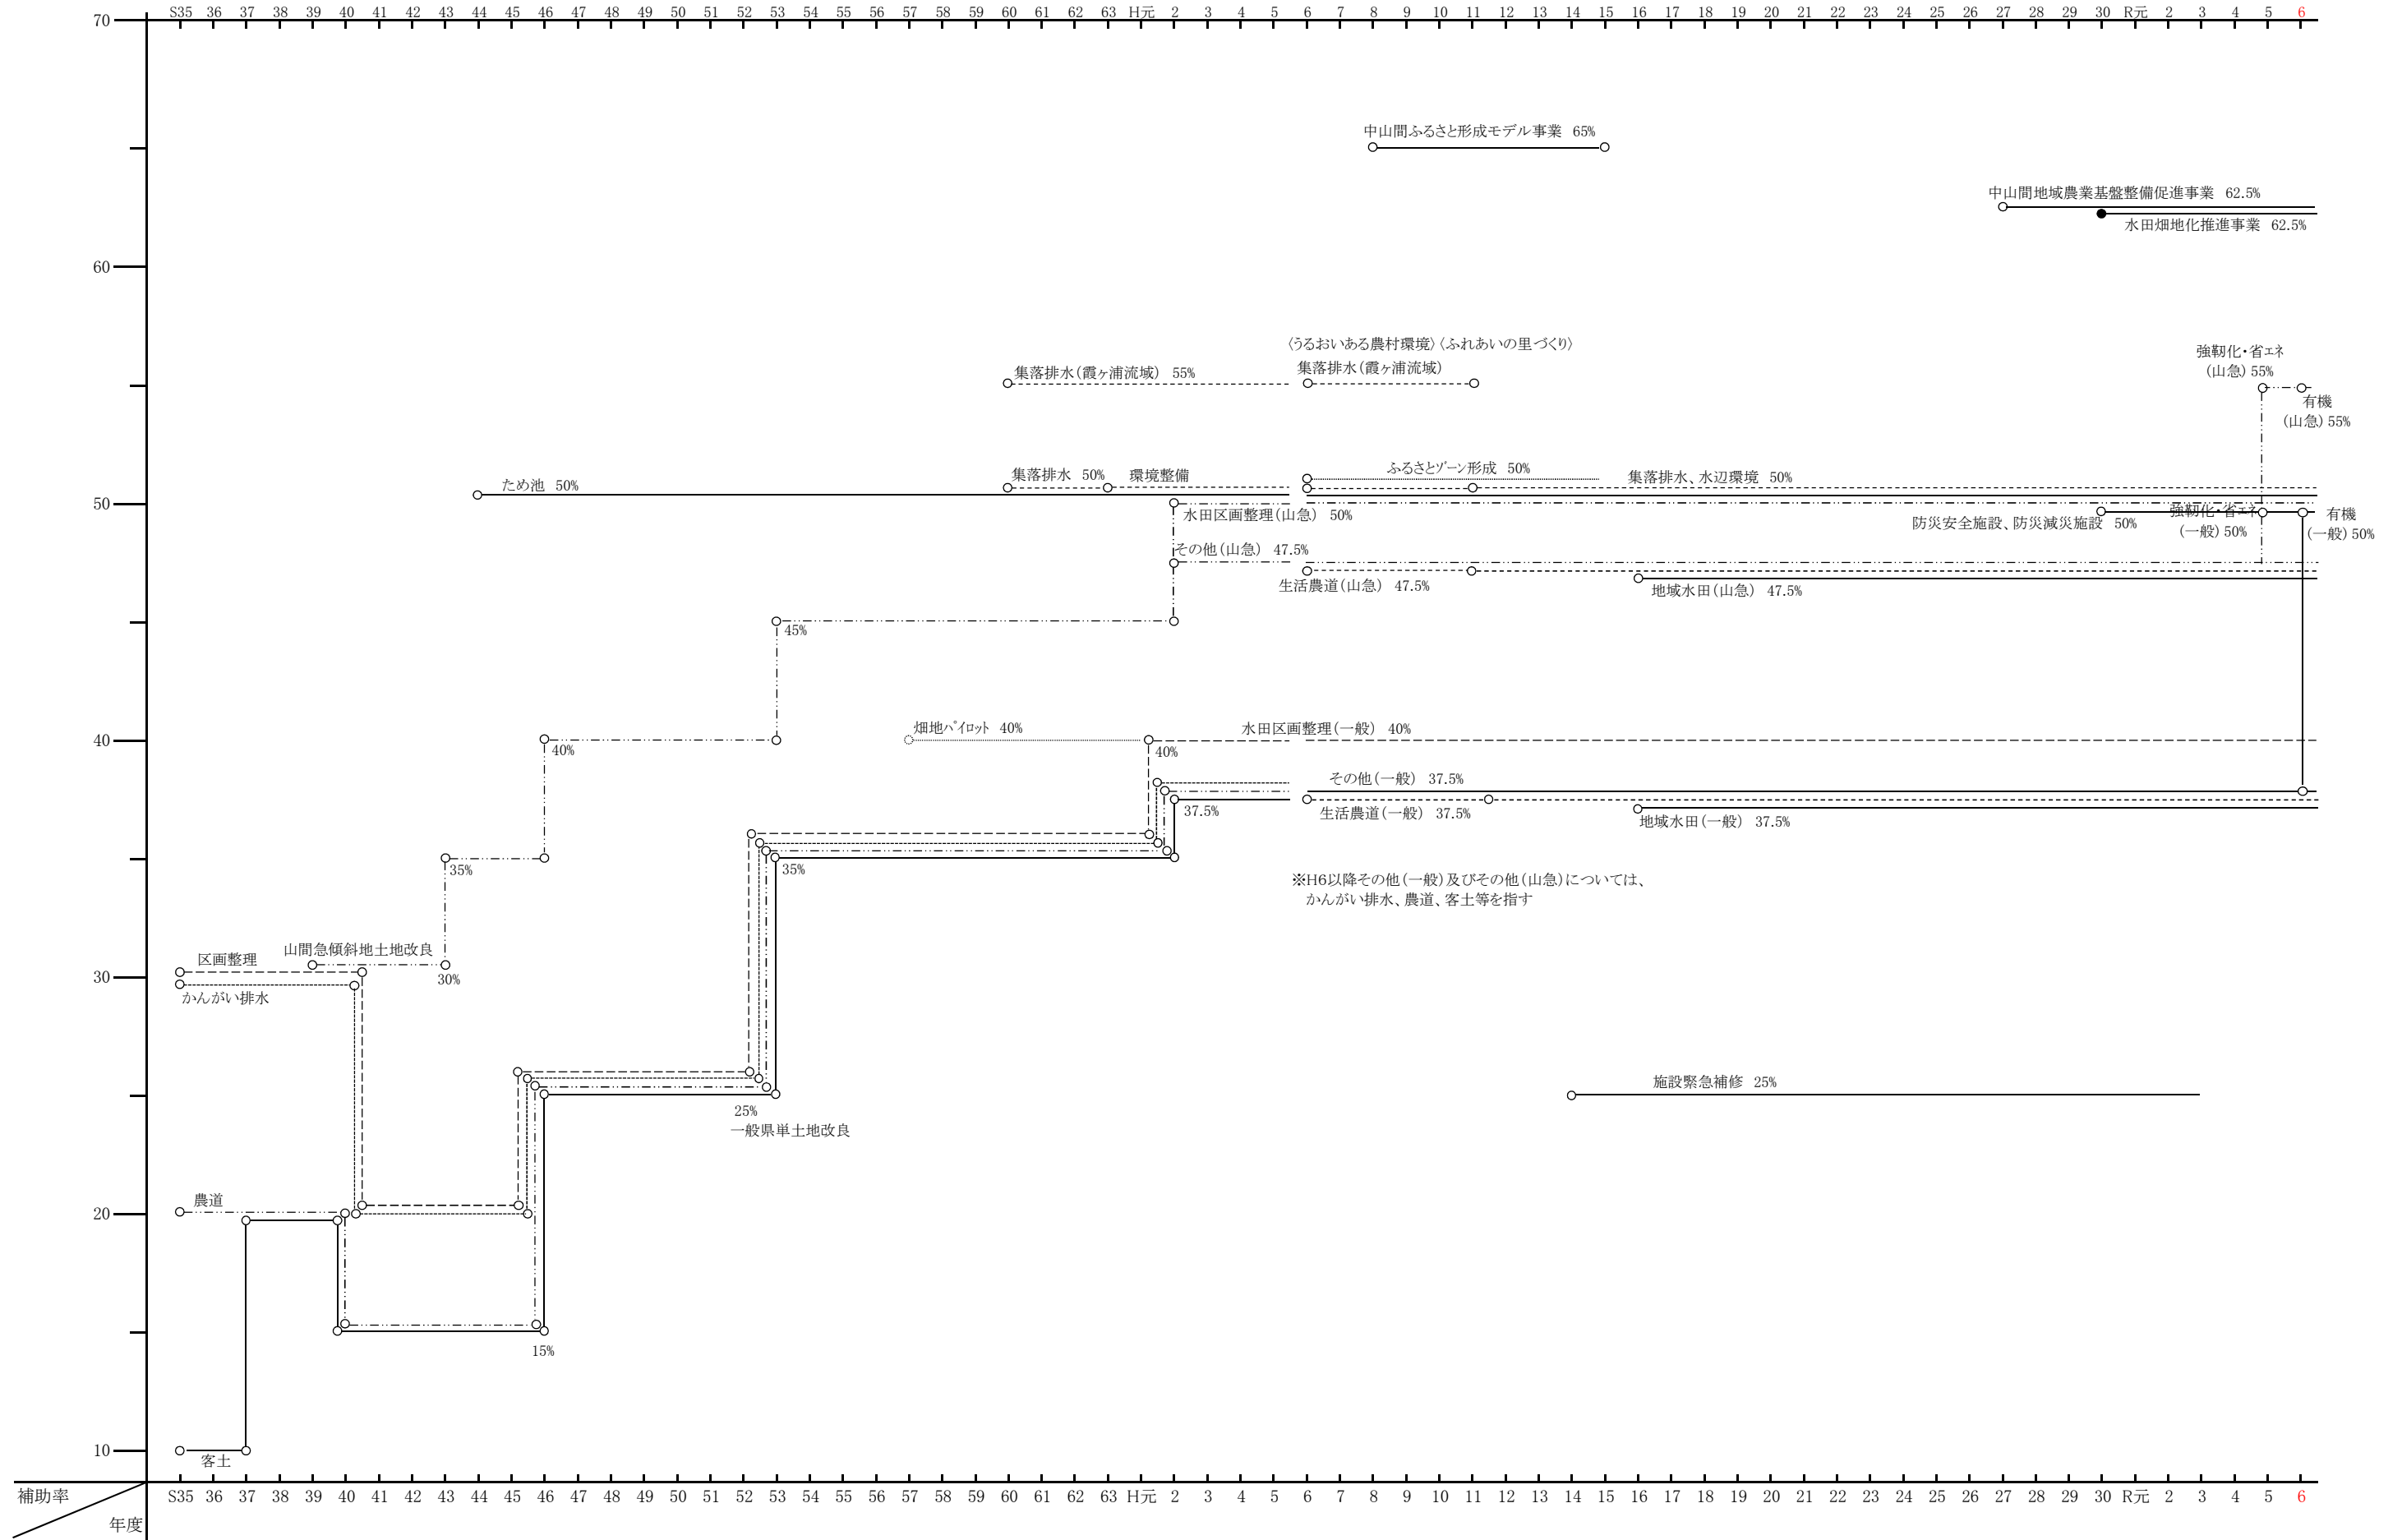 S35 36 37 38 39 40 41 42 43 44 45 46 47 48 49 50 51 52 53 54 55 56 57 58 59 60 61 62 63 H元 2 3 4 5 6 7 8 9 10 11 12 13 14 15 16 17 18 19 20 21 22 23 24 25 26 27 28 29 30 R元 2 3 4 5 6
70
中山間ふるさと形成モデル事業 65%
中山間地域農業基盤整備促進事業 62.5%
水田畑地化推進事業 62.5%
60
〈うるおいある農村環境〉〈ふれあいの里づくり〉
集落排水(霞ヶ浦流域) 55%
集落排水(霞ヶ浦流域)
強靭化・省エネ
(山急) 55%
有機
(山急) 55%
ため池 50%
集落排水 50%
環境整備
ふるさとゾーン形成 50%
集落排水、水辺環境 50%
50
水田区画整理(山急) 50%
防災安全施設、防災減災施設 50%
強靭化・省エネ
(一般) 50%
有機
(一般) 50%
その他(山急) 47.5%
生活農道(山急) 47.5%
地域水田(山急) 47.5%
45%
40
40%
畑地パイロット 40%
40%
水田区画整理(一般) 40%
その他(一般) 37.5%
37.5%
生活農道(一般) 37.5%
地域水田(一般) 37.5%
35%
35%
※H6以降その他(一般)及びその他(山急)については、
かんがい排水、農道、客土等を指す
区画整理
山間急傾斜地土地改良
30
30%
かんがい排水
施設緊急補修 25%
25%
一般県単土地改良
農道
20
15%
10
客土
補助率
年度
S35 36 37 38 39 40 41 42 43 44 45 46 47 48 49 50 51 52 53 54 55 56 57 58 59 60 61 62 63 H元 2 3 4 5 6 7 8 9 10 11 12 13 14 15 16 17 18 19 20 21 22 23 24 25 26 27 28 29 30 R元 2 3 4 5 6